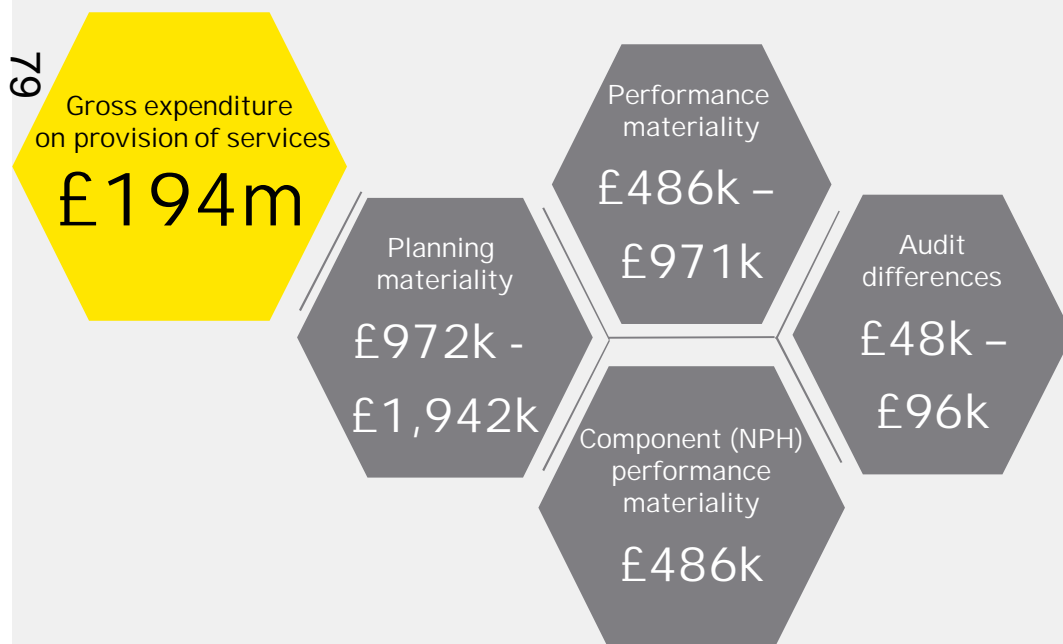 79
Gross expenditure
on provision of services
£194m
Planning
materiality
£972k -
£1,942k
Performance
materiality
£486k –
£971k
Component (NPH)
performance
materiality
£486k
Audit
differences
£48k –
£96k